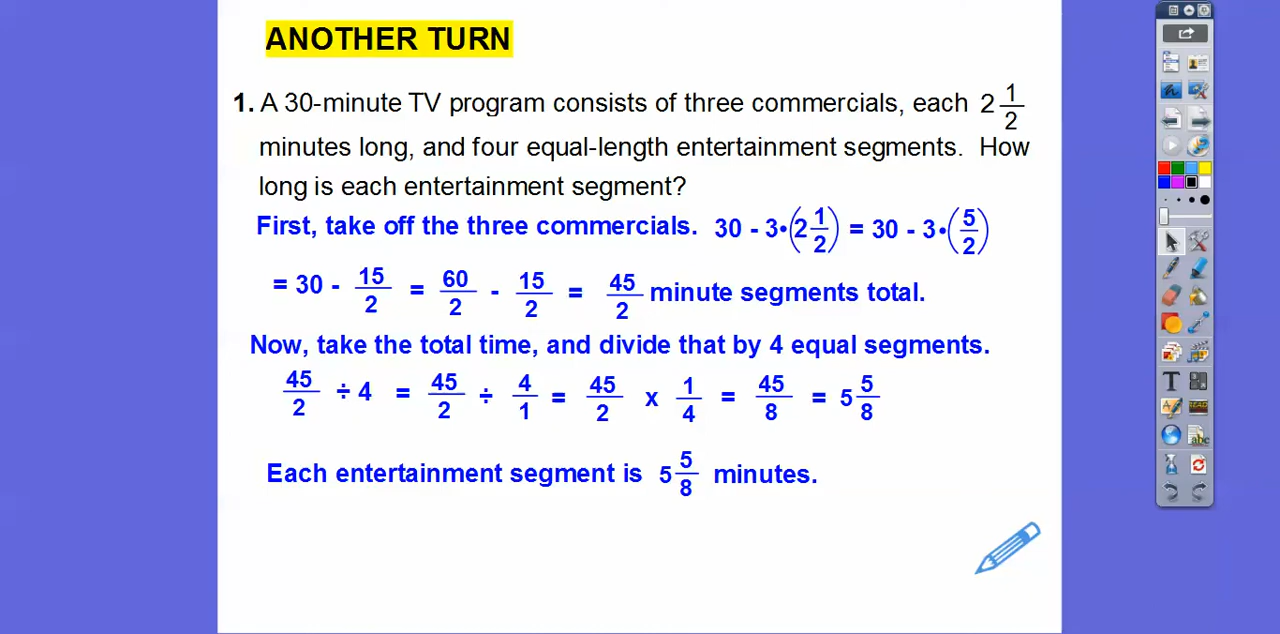 ANOTHER TURN
1. A 30-minute TV program consists of three commercials, each 2 1/2
minutes long, and four equal-length entertainment segments. How
long is each entertainment segment?
First, take off the three commercials. 30 - 3•(2 1/2) = 30 - 3•(5/2)
= 30 - 15/2 = 60/2 - 15/2 = 45/2 minute segments total.
Now, take the total time, and divide that by 4 equal segments.
45/2 ÷ 4 = 45/2 ÷ 4/1 = 45/2 x 1/4 = 45/8 = 5 5/8
Each entertainment segment is 5 5/8 minutes.